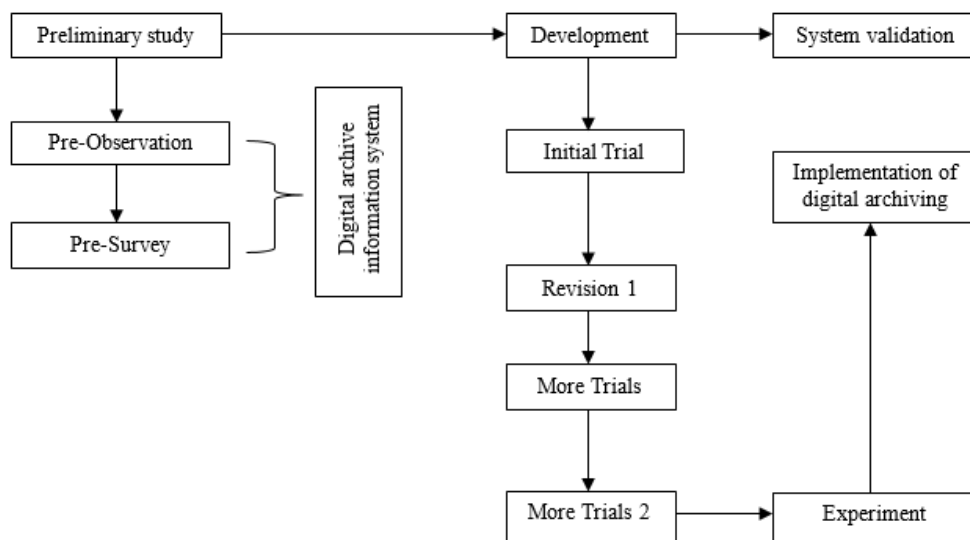 Preliminary study
Development
System validation
Pre-Observation
Pre-Survey
Digital archive
information system
Initial Trial
Revision 1
More Trials
More Trials 2
Experiment
Implementation of
digital archiving